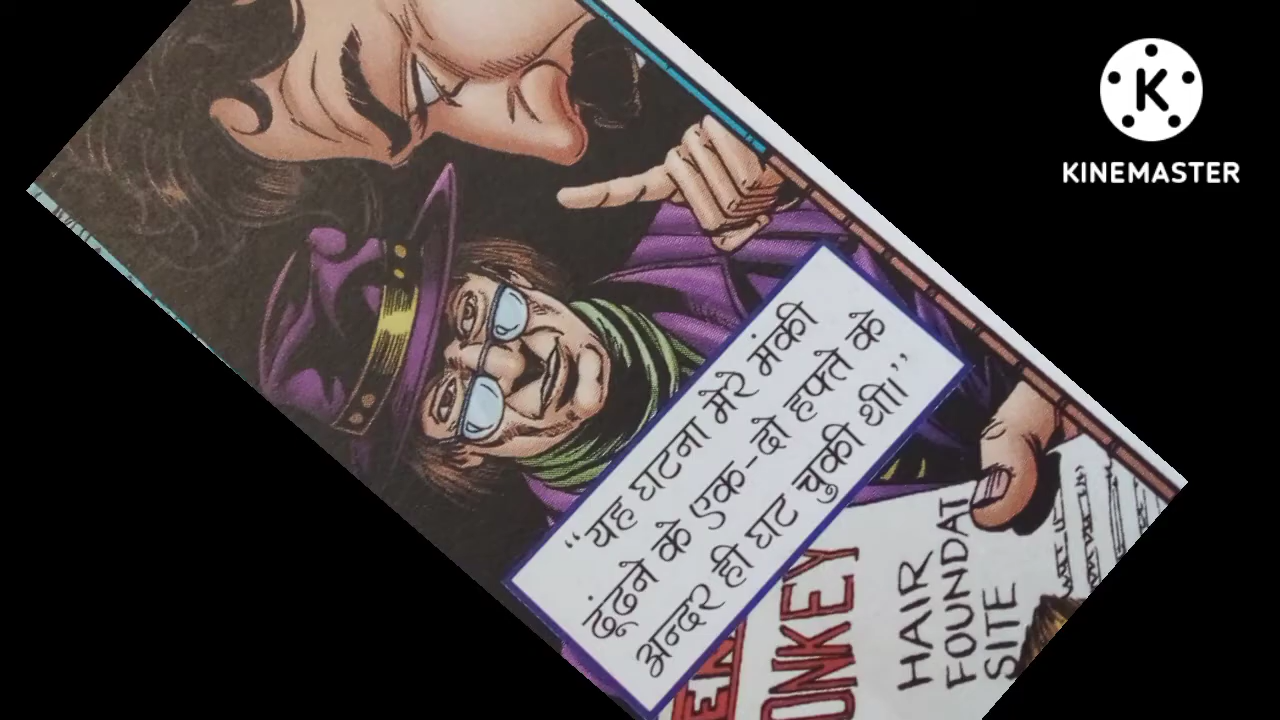 KINEMASTER
“यह घटना मेरे मंकी
ढूंढने के एक-दो हफ्ते के
अन्दर ही घट चुकी थी।”
ONKEY
HAIR
FOUNDAT
SITE